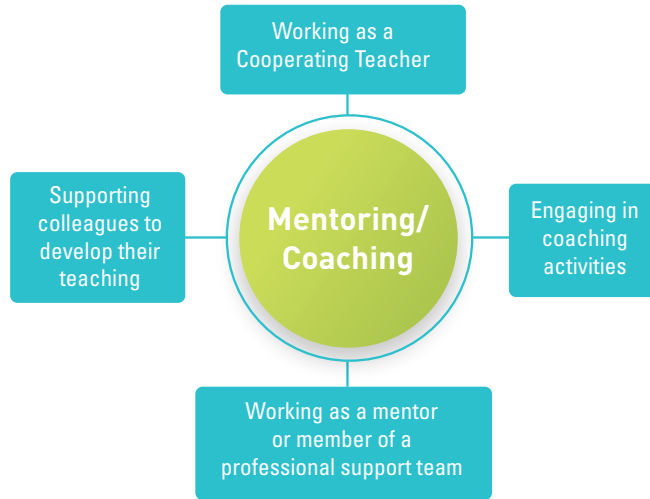 Working as a
Cooperating Teacher
Supporting
colleagues to
develop their
teaching
Mentoring/
Coaching
Engaging in
coaching
activities
Working as a mentor
or member of a
professional support team